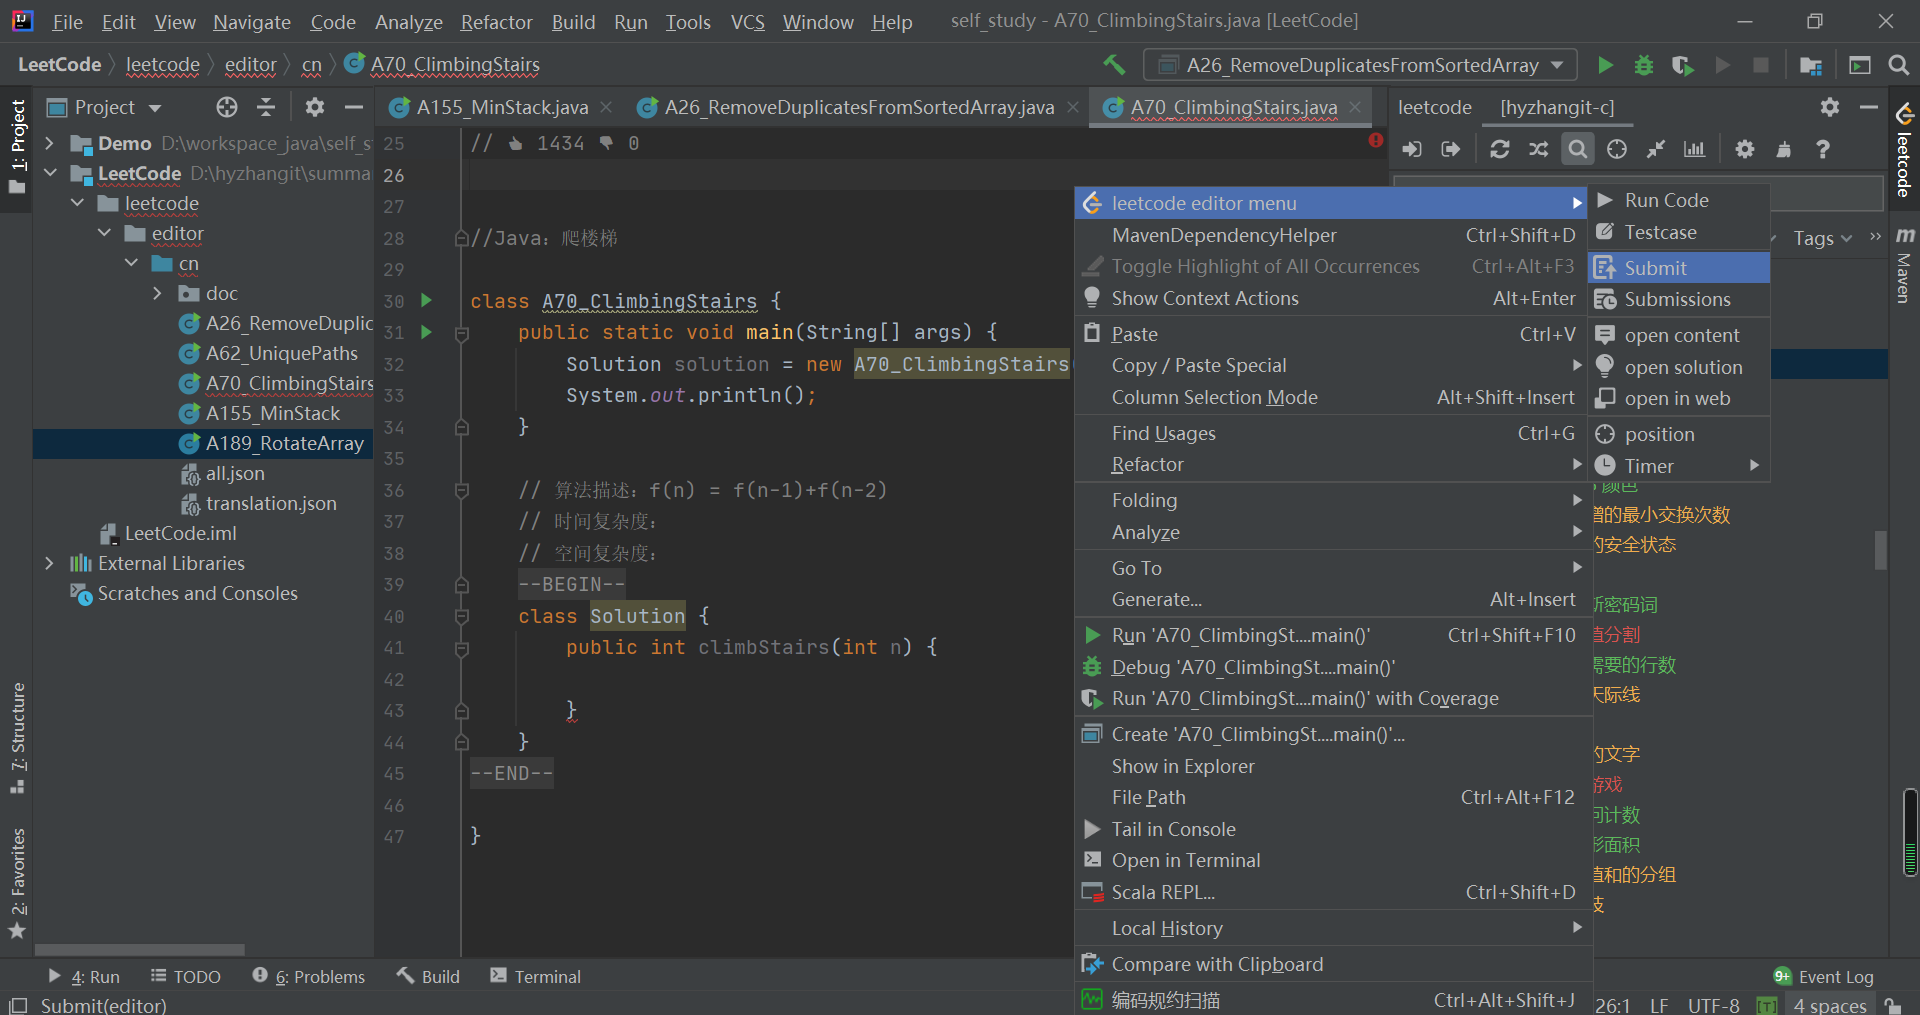 File Edit View Navigate Code Analyze Refactor Build Run Tools VCS Window Help self_study - A70_ClimbingStairs.java [LeetCode]
LeetCode leetcode editor cn A70_ClimbingStairs A26_RemoveDuplicatesFromSortedArray
Project
A155_MinStack.java A26_RemoveDuplicatesFromSortedArray.java A70_ClimbingStairs.java
leetcode [hyzhangit-c]
1: Project
7: Structure
2: Favorites
Demo D:\workspace_java\self_s
LeetCode D:\hyzhangit\summa
leetcode
editor
cn
doc
A26_RemoveDuplic
A62_UniquePaths
A70_ClimbingStairs
A155_MinStack
A189_RotateArray
all.json
translation.json
LeetCode.iml
External Libraries
Scratches and Consoles
25 // 👍 1434 👎 0
26
27
28 //Java：爬楼梯
29
30 class A70_ClimbingStairs {
31 public static void main(String[] args) {
32 Solution solution = new A70_ClimbingStairs
33 System.out.println();
34 }
35
36 // 算法描述：f(n) = f(n-1)+f(n-2)
37 // 时间复杂度：
38 // 空间复杂度：
39 --BEGIN--
40 class Solution {
41 public int climbStairs(int n) {
42
43 }
44 }
45 --END--
46
47 }
leetcode editor menu
MavenDependencyHelper Ctrl+Shift+D
Toggle Highlight of All Occurrences Ctrl+Alt+F3
Show Context Actions Alt+Enter
Paste Ctrl+V
Copy / Paste Special
Column Selection Mode Alt+Shift+Insert
Find Usages Ctrl+G
Refactor
Folding
Analyze
Go To
Generate... Alt+Insert
Run 'A70_ClimbingSt....main()' Ctrl+Shift+F10
Debug 'A70_ClimbingSt....main()'
Run 'A70_ClimbingSt....main()' with Coverage
Create 'A70_ClimbingSt....main()'...
Show in Explorer
File Path Ctrl+Alt+F12
Tail in Console
Open in Terminal
Scala REPL... Ctrl+Shift+D
Local History
Compare with Clipboard
编码规约扫描 Ctrl+Alt+Shift+J
Run Code
Testcase
Submit
Submissions
open content
open solution
open in web
position
Timer
Tags
颜色
的最小交换次数
的安全状态
密码词
分割
需要的行数
天际线
的文字
游戏
计数
形面积
值和的分组
leetcode
m Maven
4: Run TODO 6: Problems Build Terminal 9+ Event Log
Submit(editor) 26:1 LF UTF-8 [T] 4 spaces